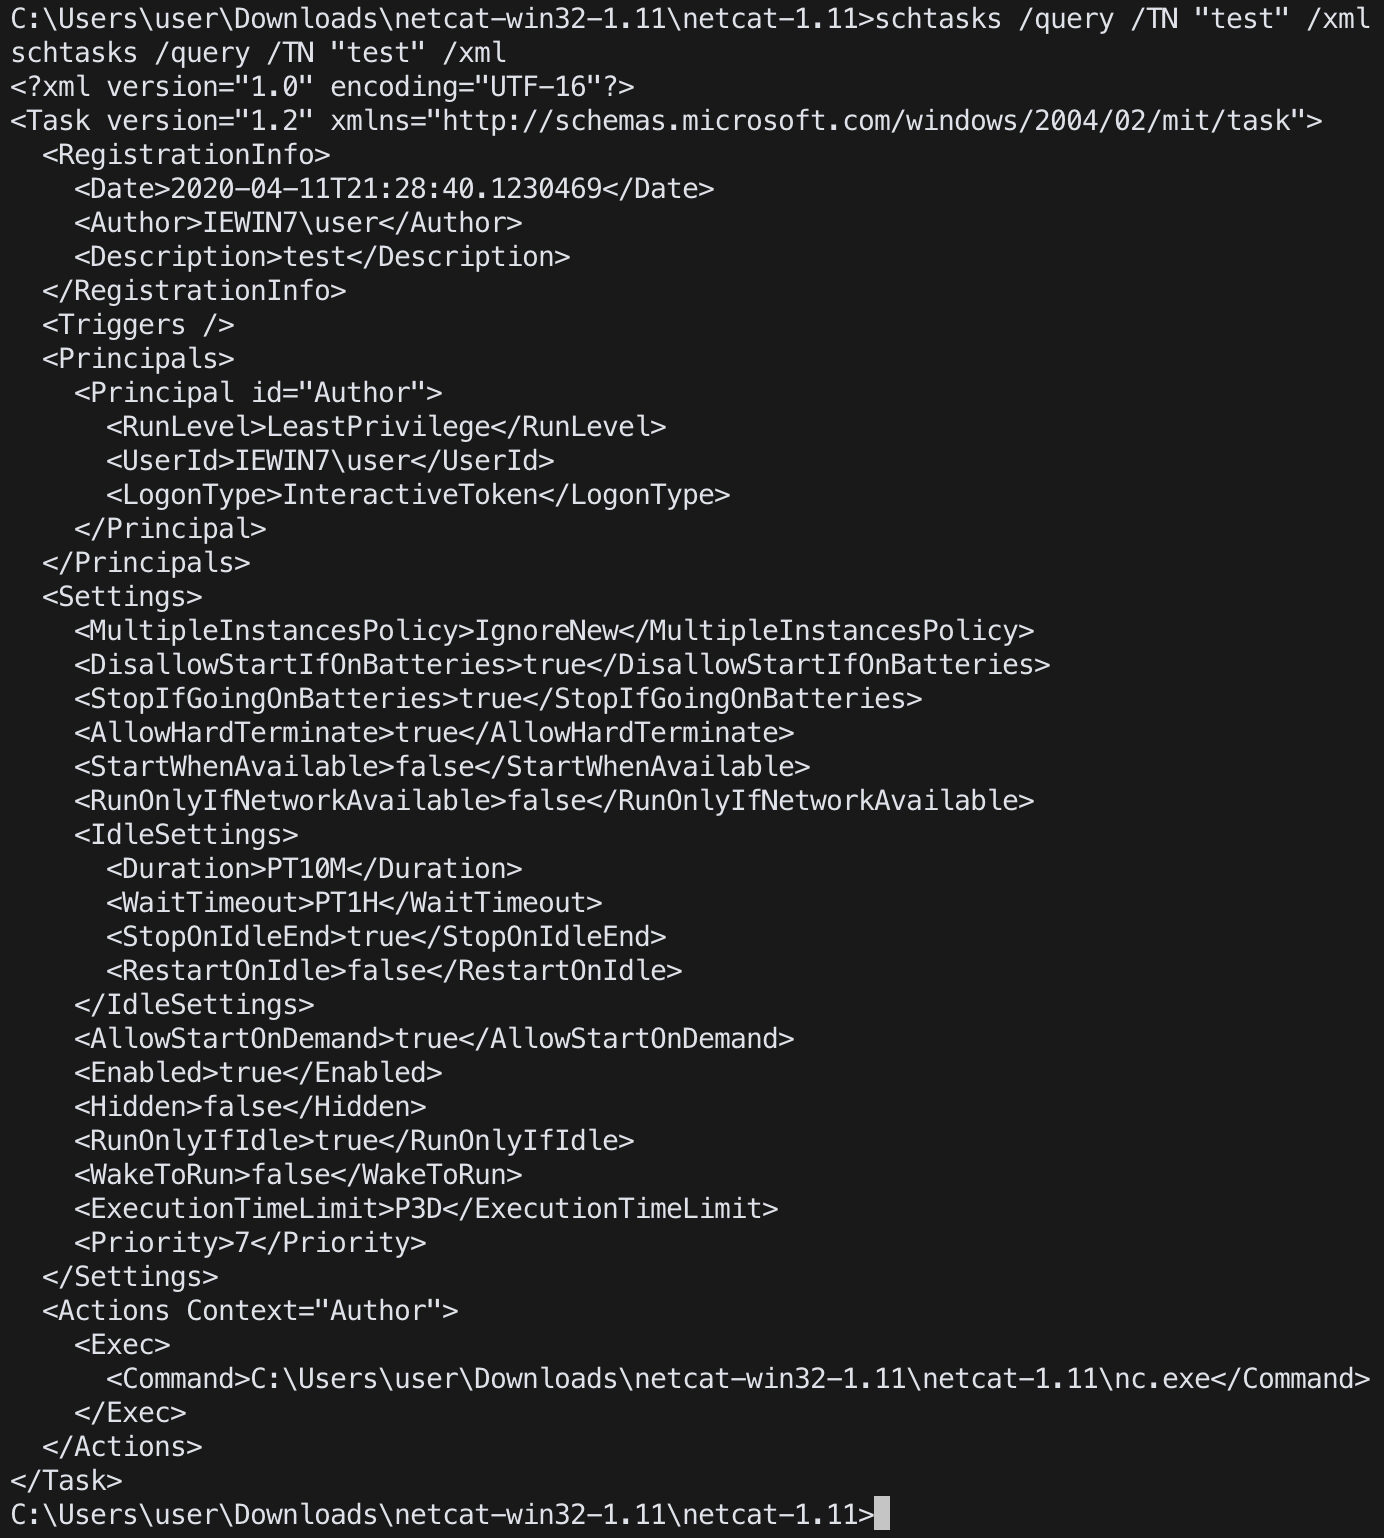 C:\Users\user\Downloads\netcat-win32-1.11\netcat-1.11>schtasks /query /TN "test" /xml
schtasks /query /TN "test" /xml
<?xml version="1.0" encoding="UTF-16"?>
<Task version="1.2" xmlns="http://schemas.microsoft.com/windows/2004/02/mit/task">
  <RegistrationInfo>
    <Date>2020-04-11T21:28:40.1230469</Date>
    <Author>IEWIN7\user</Author>
    <Description>test</Description>
  </RegistrationInfo>
  <Triggers />
  <Principals>
    <Principal id="Author">
      <RunLevel>LeastPrivilege</RunLevel>
      <UserId>IEWIN7\user</UserId>
      <LogonType>InteractiveToken</LogonType>
    </Principal>
  </Principals>
  <Settings>
    <MultipleInstancesPolicy>IgnoreNew</MultipleInstancesPolicy>
    <DisallowStartIfOnBatteries>true</DisallowStartIfOnBatteries>
    <StopIfGoingOnBatteries>true</StopIfGoingOnBatteries>
    <AllowHardTerminate>true</AllowHardTerminate>
    <StartWhenAvailable>false</StartWhenAvailable>
    <RunOnlyIfNetworkAvailable>false</RunOnlyIfNetworkAvailable>
    <IdleSettings>
      <Duration>PT10M</Duration>
      <WaitTimeout>PT1H</WaitTimeout>
      <StopOnIdleEnd>true</StopOnIdleEnd>
      <RestartOnIdle>false</RestartOnIdle>
    </IdleSettings>
    <AllowStartOnDemand>true</AllowStartOnDemand>
    <Enabled>true</Enabled>
    <Hidden>false</Hidden>
    <RunOnlyIfIdle>true</RunOnlyIfIdle>
    <WakeToRun>false</WakeToRun>
    <ExecutionTimeLimit>P3D</ExecutionTimeLimit>
    <Priority>7</Priority>
  </Settings>
  <Actions Context="Author">
    <Exec>
      <Command>C:\Users\user\Downloads\netcat-win32-1.11\netcat-1.11\nc.exe</Command>
    </Exec>
  </Actions>
</Task>
C:\Users\user\Downloads\netcat-win32-1.11\netcat-1.11>